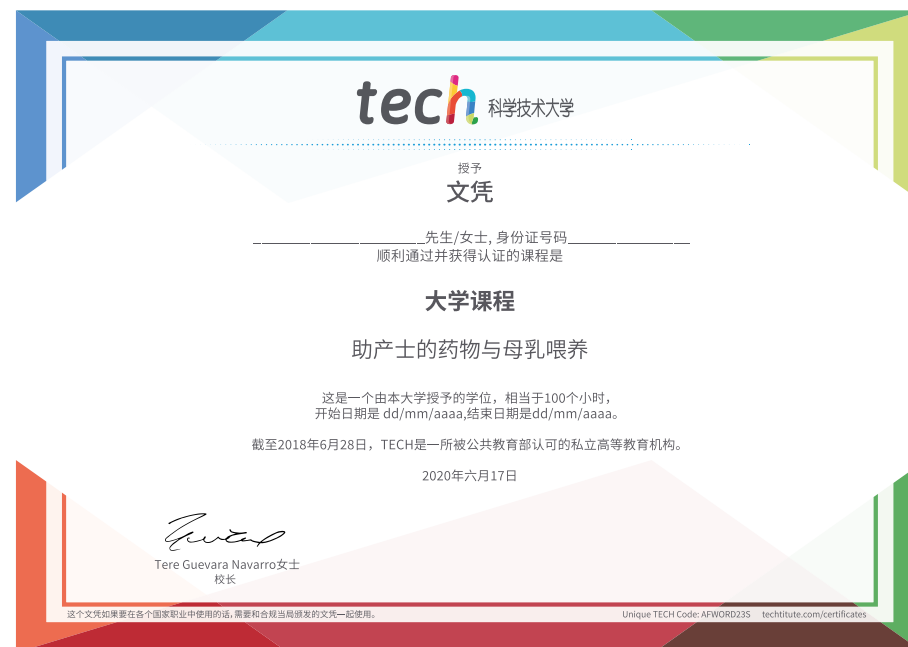 tech 科学技术大学
授予
文凭
______________________先生/女士, 身份证号码_______________
顺利通过并获得认证的课程是
大学课程
助产士的药物与母乳喂养
这是一个由本大学授予的学位，相当于100个小时，
开始日期是 dd/mm/aaaa,结束日期是dd/mm/aaaa。
截至2018年6月28日，TECH是一所被公共教育部认可的私立高等教育机构。
2020年六月17日
Tere Guevara Navarro女士
校长
这个文凭如果要在各个国家职业中使用的话,需要和合规当局颁发的文凭一起使用。
Unique TECH Code: AFWORD23S techtitute.com/certificates